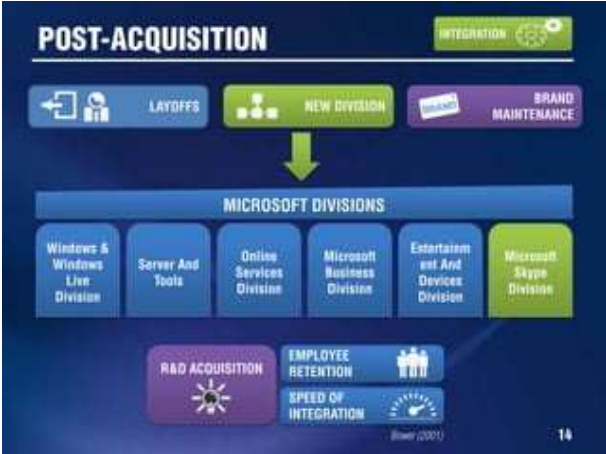 POST-ACQUISITION
INTEGRATION
LAYOFFS
NEW DIVISION
BRAND
BRAND
MAINTENANCE
MICROSOFT DIVISIONS
Windows &
Windows
Live
Division
Server And
Tools
Online
Services
Division
Microsoft
Business
Division
Entertainm
ent And
Devices
Division
Microsoft
Skype
Division
R&D ACQUISITION
EMPLOYEE
RETENTION
SPEED OF
INTEGRATION
Bower (2001)
14